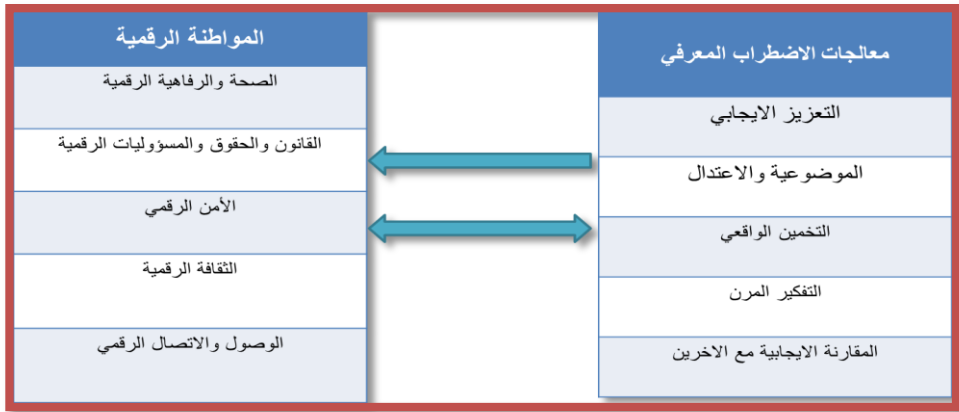 معالجات الاضطراب المعرفي
التعزيز الايجابي
الموضوعية والاعتدال
التخمين الواقعي
التفكير المرن
المقارنة الايجابية مع الاخرين
المواطنة الرقمية
الصحة والرفاهية الرقمية
القانون والحقوق والمسؤوليات الرقمية
الأمن الرقمي
الثقافة الرقمية
الوصول والاتصال الرقمي